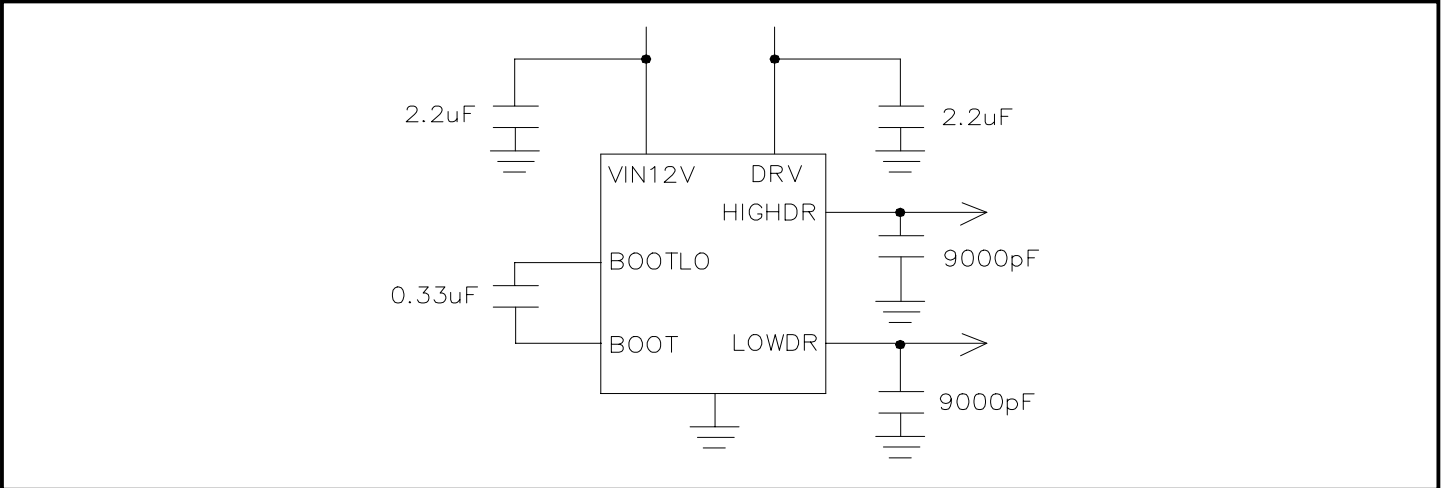 2.2uF
2.2uF
VIN12V
DRV
HIGHDR
9000pF
BOOTLO
0.33uF
BOOT
LOWDR
9000pF